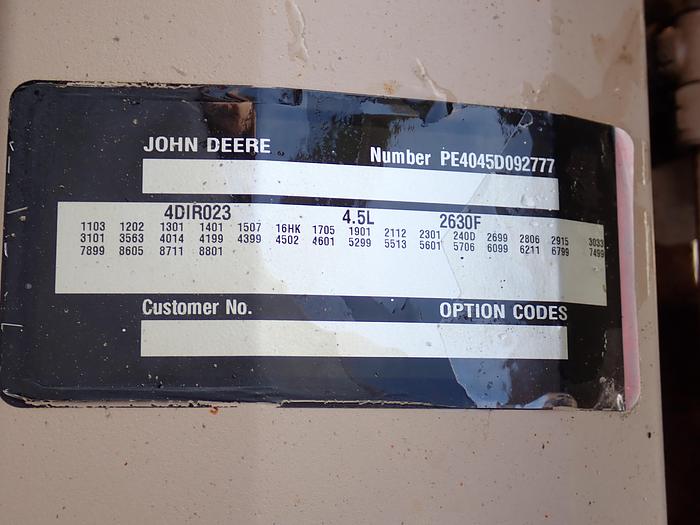 JOHN DEERE
Number PE4045D092777
4DIR023 4.5L 2630F
1103 1202 1301 1401 1507 16HK 1705 1901 2112 2301 240D 2699 2806 2915 3033
3101 3563 4014 4199 4399 4502 4601 5299 5513 5601 5706 6099 6211 6799 7499
7899 8605 8711 8801
Customer No. OPTION CODES